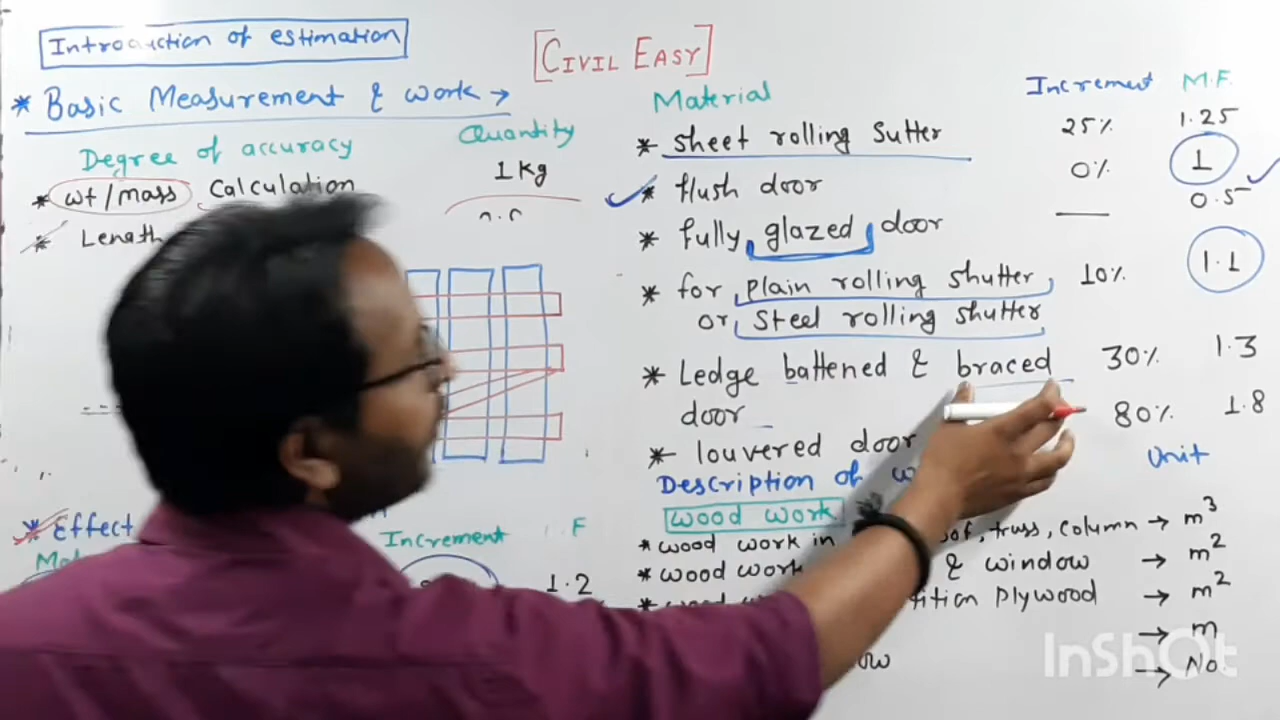 Introduction of estimation
[CIVIL EASY]
* Basic Measurement & work →
Degree of accuracy Quantity
* wt/mass Calculation 1 kg
* Length
* Effect
Increment F
1.2
Material Increment M.F.
* Sheet rolling Sutter 25% 1.25
* flush door 0% 1
* fully glazed door — 0.5
* for plain rolling shutter 10% 1.1
or steel rolling shutter
* Ledge battened & braced 30% 1.3
door
* louvered door 80% 1.8
Description of Unit
wood work
* wood work in truss, column → m³
* wood work & window → m²
* Plywood → m²
→ m
→ No.
InShOt